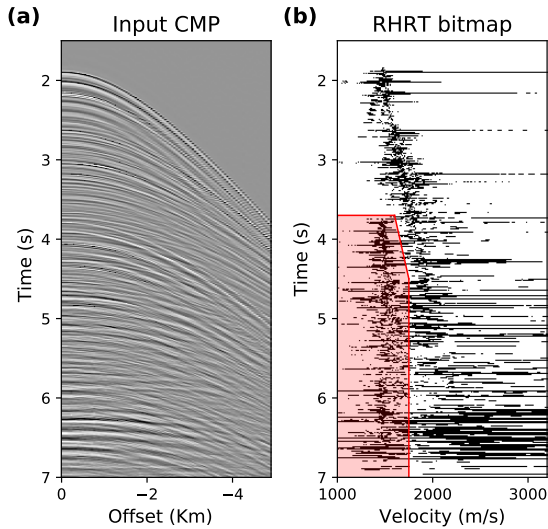 (a) Input CMP
(b) RHRT bitmap
Time (s)
2
3
4
5
6
7
0 −2 −4
Offset (Km)
Time (s)
2
3
4
5
6
7
1000 2000 3000
Velocity (m/s)